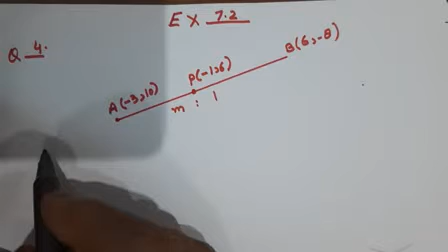 EX 7.2
Q 4.
B(6,-8)
P(-1,6)
A(-3,10)
m : 1